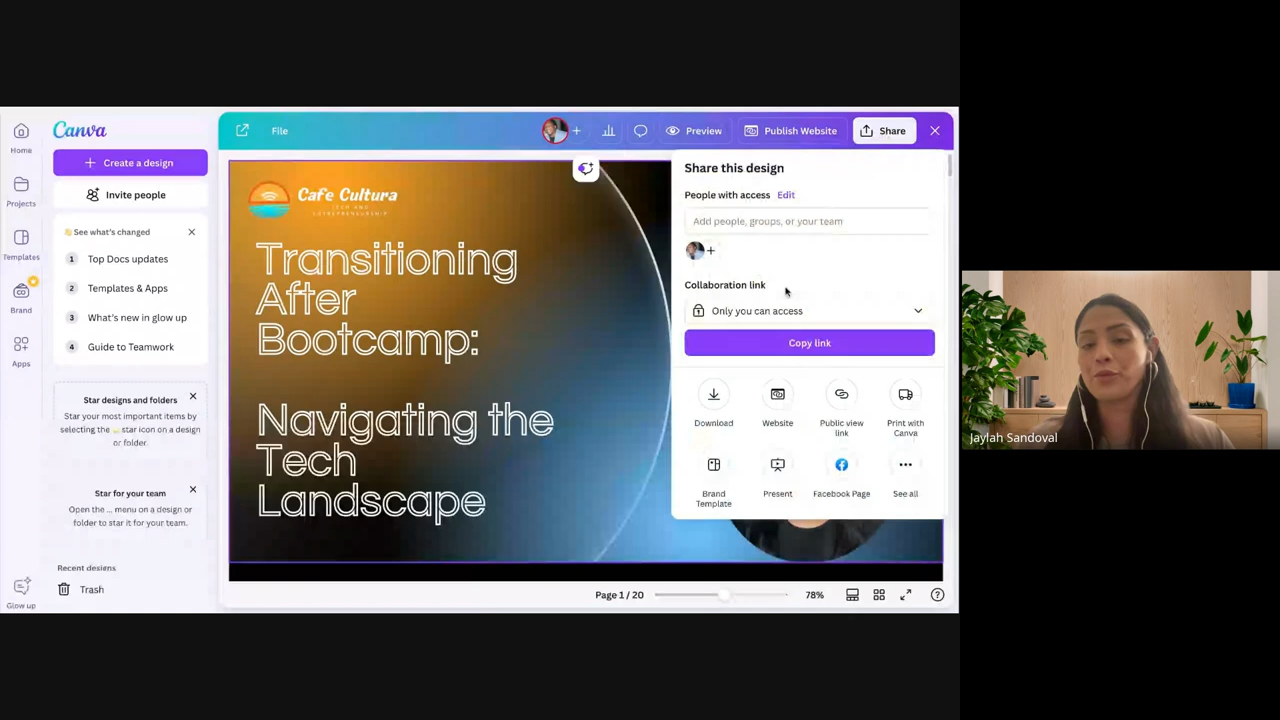 Home
Projects
Templates
Brand
Apps
Glow up
Canva
Create a design
Invite people
See what's changed
1 Top Docs updates
2 Templates & Apps
3 What's new in glow up
4 Guide to Teamwork
Star designs and folders
Star your most important items by
selecting the ⭐ star icon on a design
or folder.
Star for your team
Open the ... menu on a design or
folder to star it for your team.
Recent designs
Trash
File
Preview
Publish Website
Share
Cafe Cultura
TECH AND
ENTREPRENEURSHIP
Transitioning
After
Bootcamp:
Navigating the
Tech
Landscape
Share this design
People with access Edit
Add people, groups, or your team
Collaboration link
Only you can access
Copy link
Download
Website
Public view
link
Print with
Canva
Brand
Template
Present
Facebook Page
See all
Page 1 / 20
78%
Jaylah Sandoval